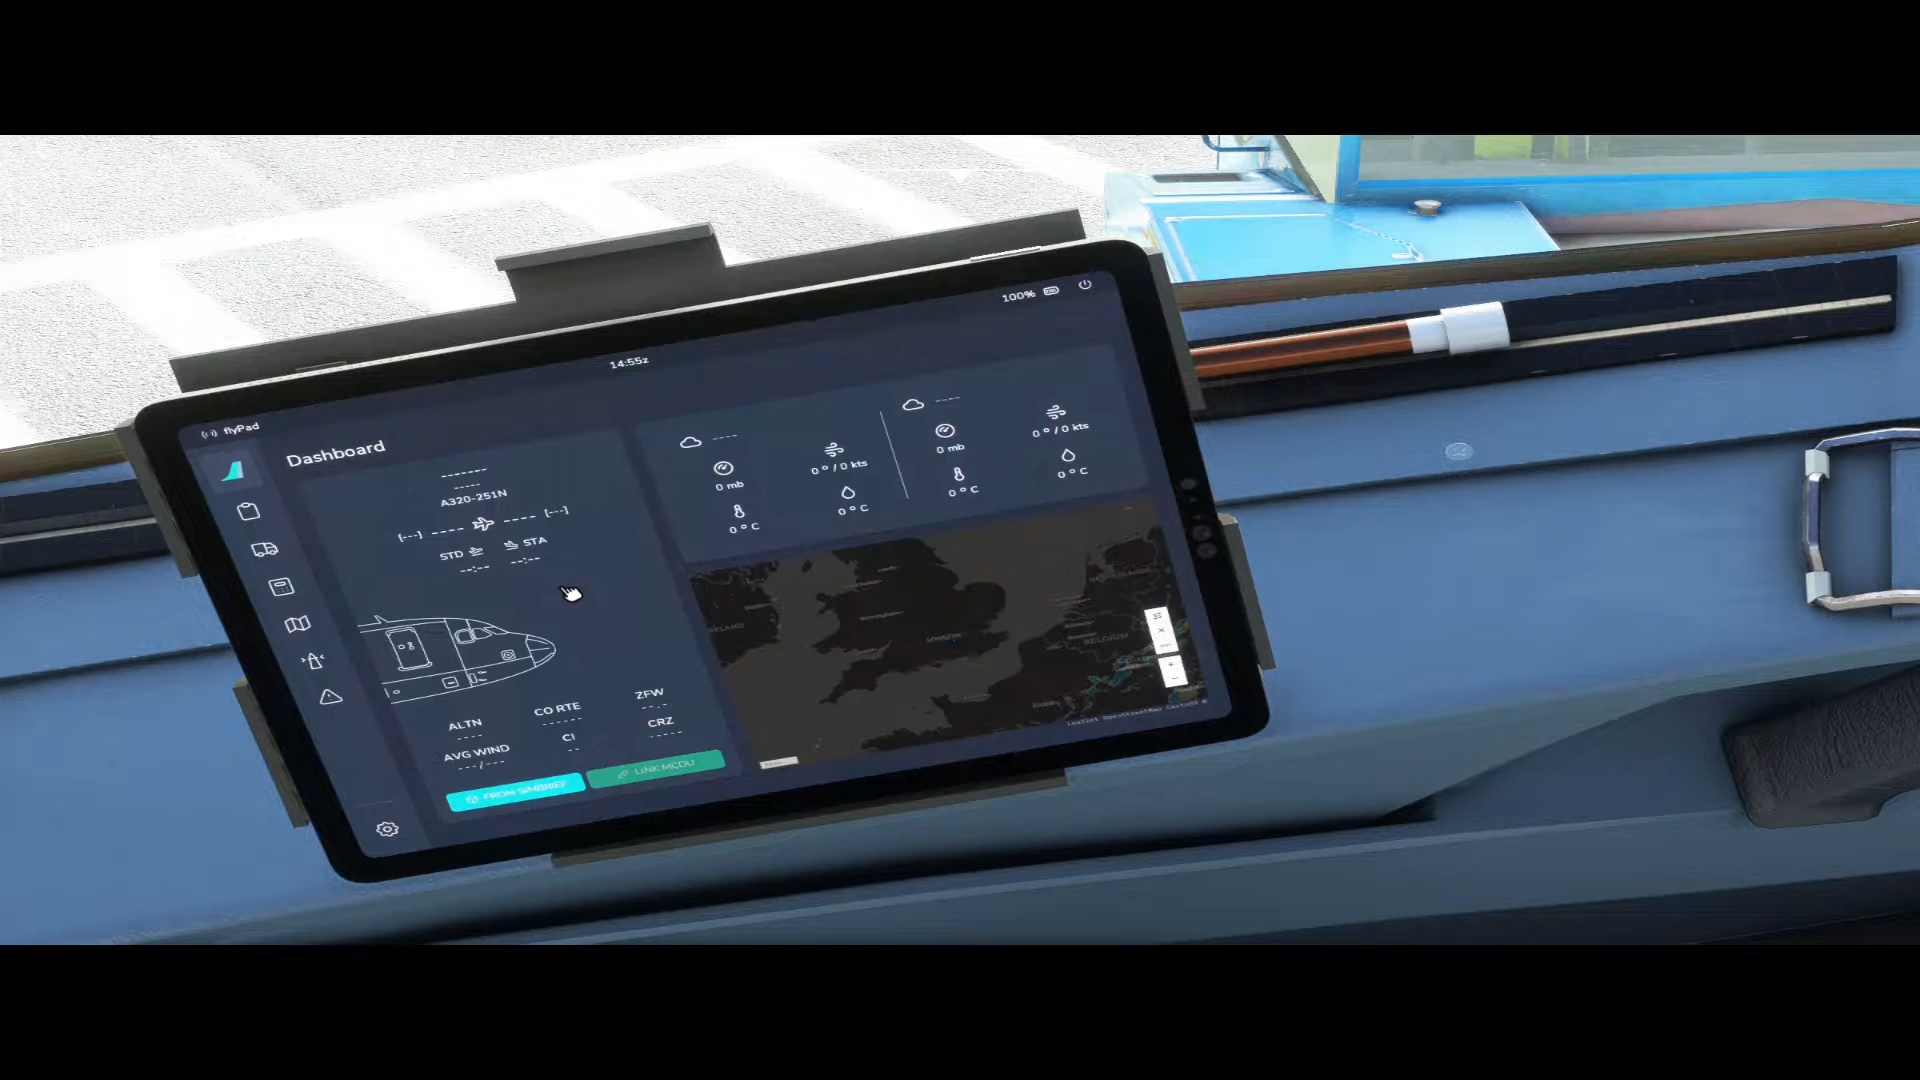 flyPad
14:55z
100%
Dashboard
-------
-----
A320-251N
[---] ---- ---- [---]
STD STA
--:-- --:--
ALTN
----
CO RTE
------
ZFW
--.-
AVG WIND
---/---
CI
--
CRZ
-----
FROM SIMBRIEF
LINK MCDU
----
0 mb
0° / 0 kts
0 °C
0 °C
----
0 mb
0° / 0 kts
0 °C
0 °C
BELGIUM